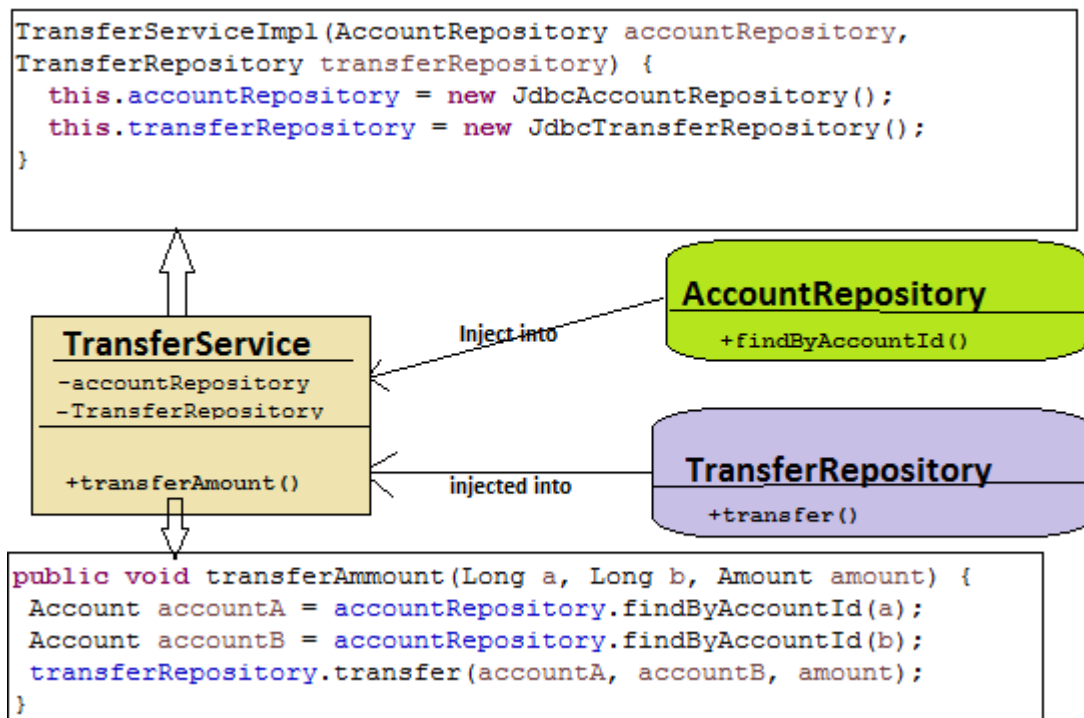 TransferServiceImpl(AccountRepository accountRepository,
TransferRepository transferRepository) {
this.accountRepository = new JdbcAccountRepository();
this.transferRepository = new JdbcTransferRepository();
}
AccountRepository
+findByAccountId()
Inject into
TransferService
-accountRepository
-TransferRepository
+transferAmount()
injected into
TransferRepository
+transfer()
public void transferAmmount(Long a, Long b, Amount amount) {
Account accountA = accountRepository.findByAccountId(a);
Account accountB = accountRepository.findByAccountId(b);
transferRepository.transfer(accountA, accountB, amount);
}